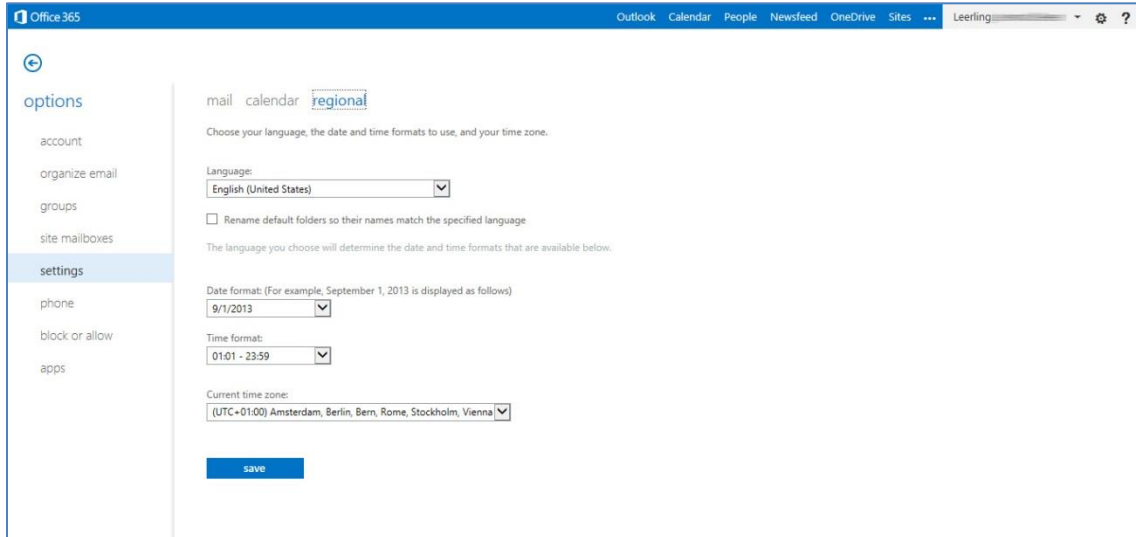 Office 365
Outlook Calendar People Newsfeed OneDrive Sites ••• Leerling ?
options
account
organize email
groups
site mailboxes
settings
phone
block or allow
apps
mail calendar regional
Choose your language, the date and time formats to use, and your time zone.
Language:
English (United States)
Rename default folders so their names match the specified language
The language you choose will determine the date and time formats that are available below.
Date format: (For example, September 1, 2013 is displayed as follows)
9/1/2013
Time format:
01:01 - 23:59
Current time zone:
(UTC+01:00) Amsterdam, Berlin, Bern, Rome, Stockholm, Vienna
save